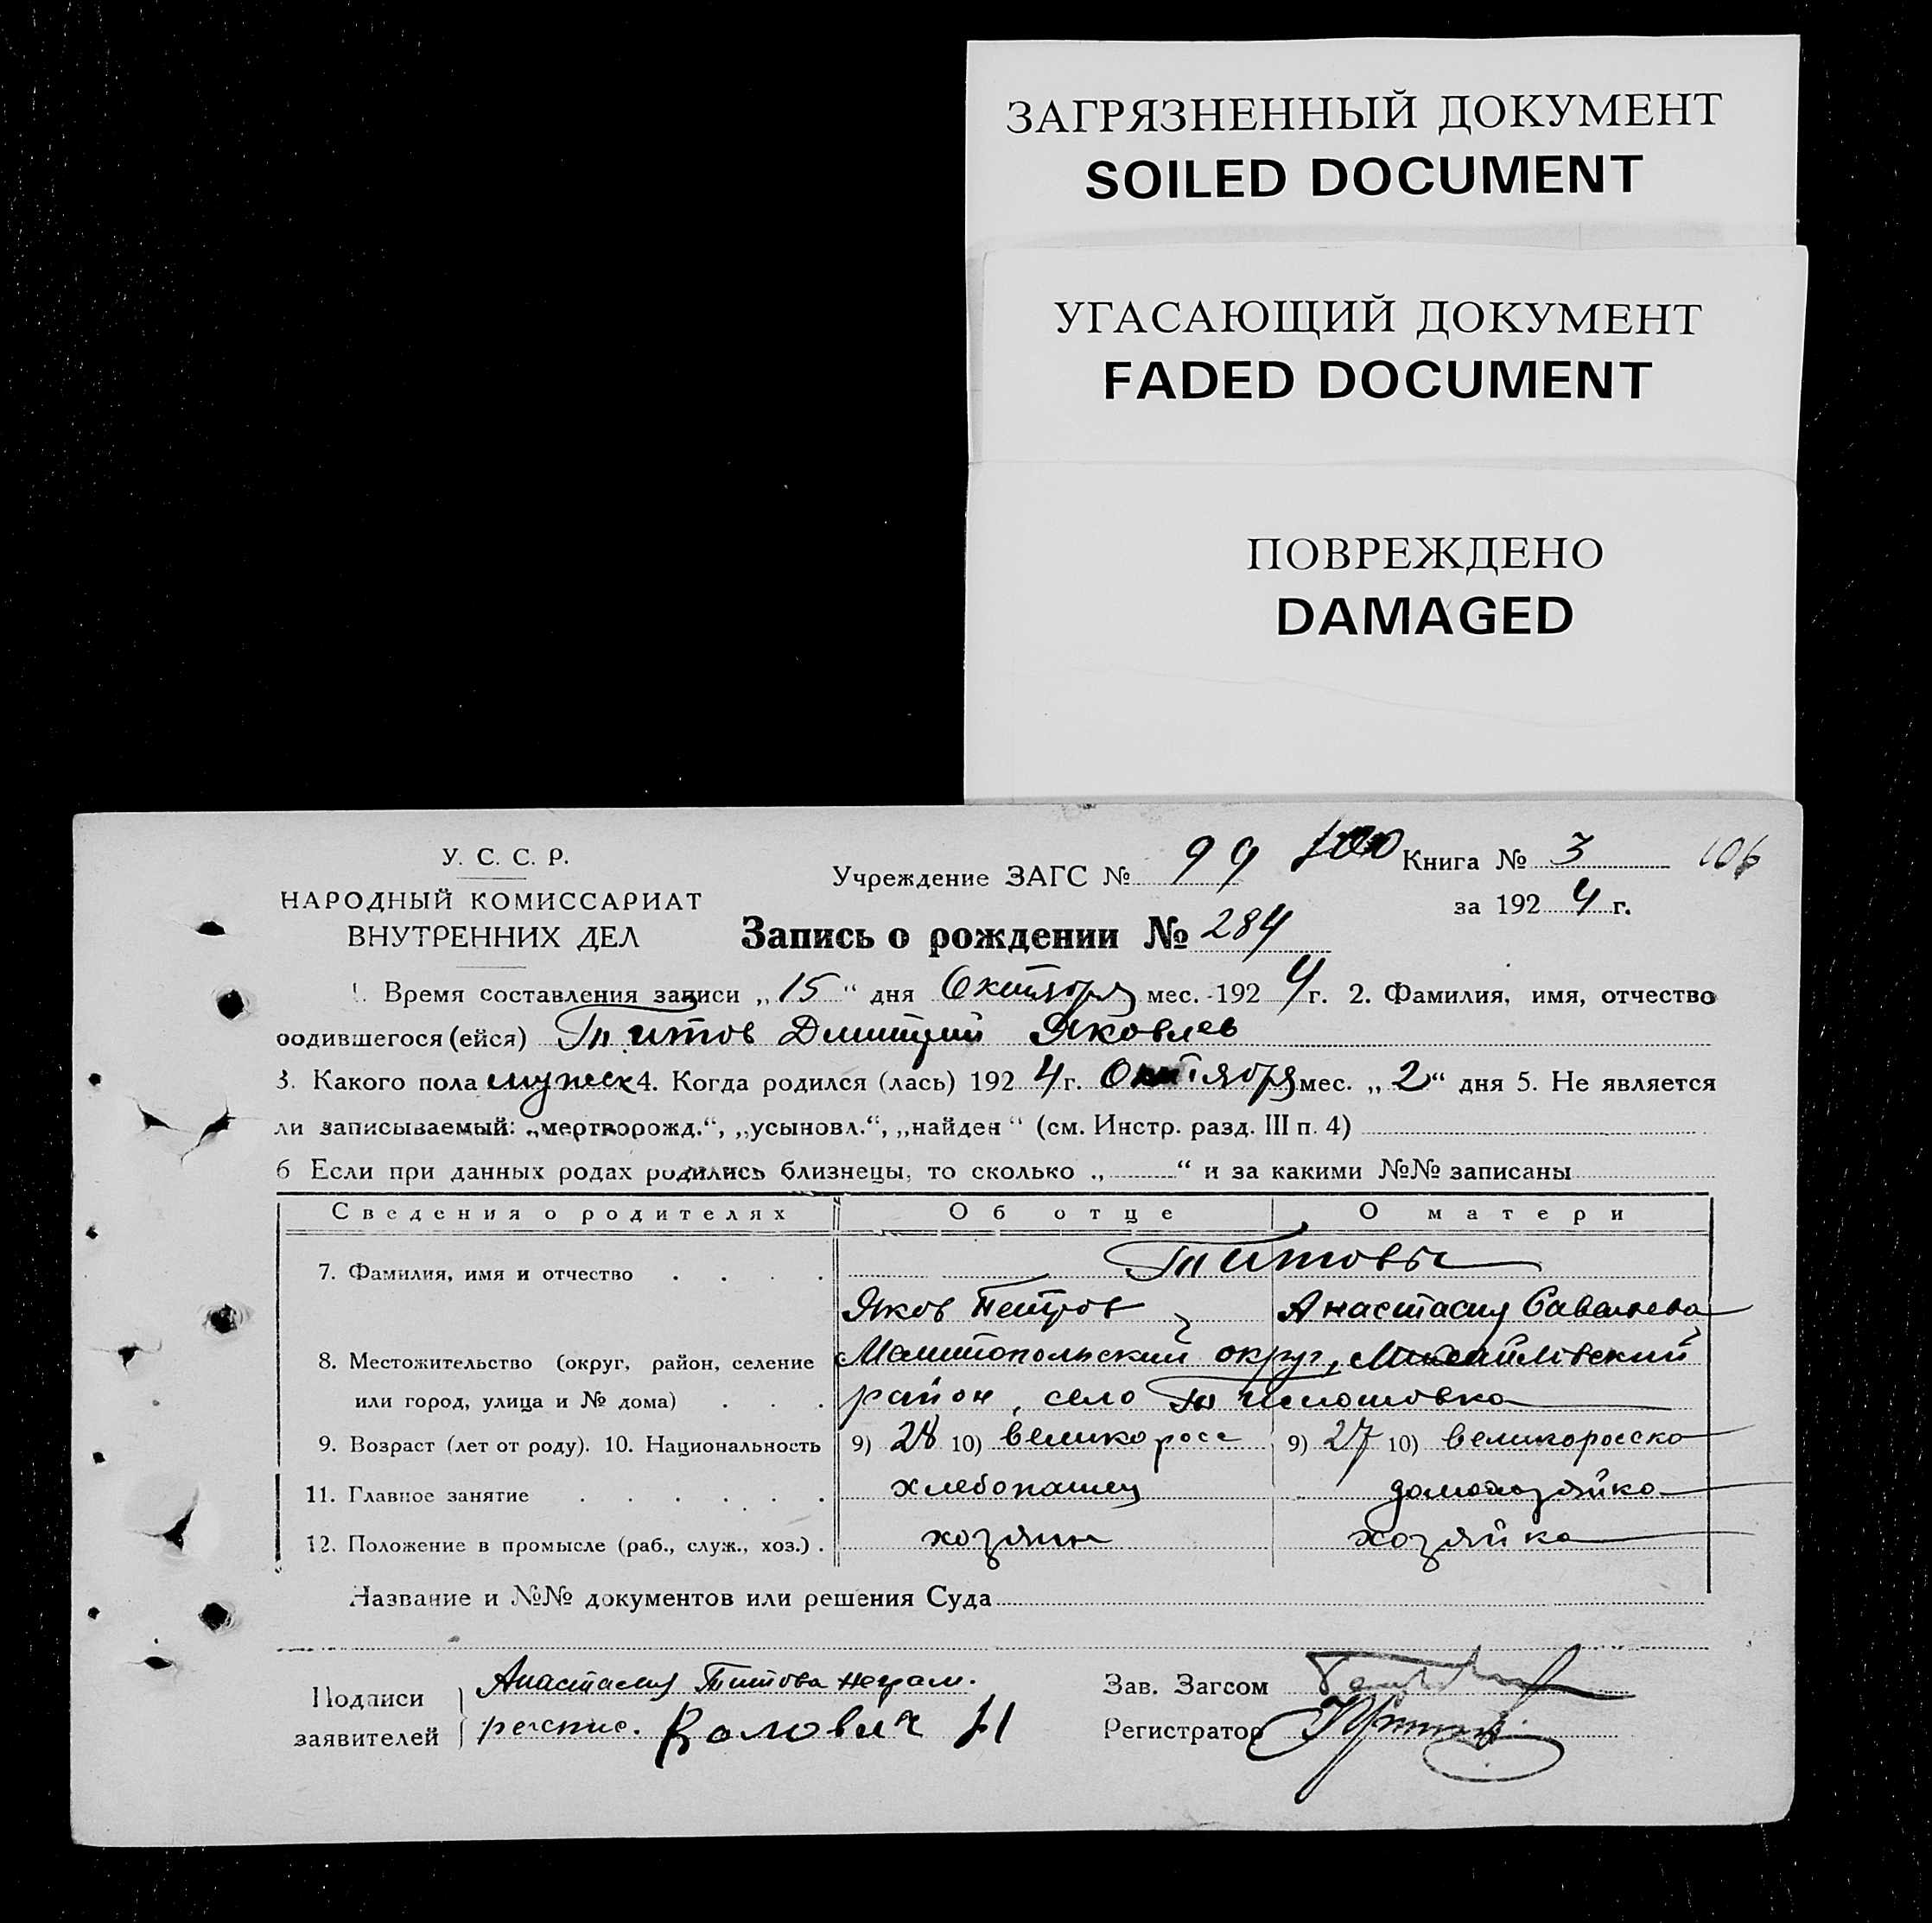 ЗАГРЯЗНЕННЫЙ ДОКУМЕНТ
SOILED DOCUMENT
УГАСАЮЩИЙ ДОКУМЕНТ
FADED DOCUMENT
ПОВРЕЖДЕНО
DAMAGED
У. С. С. Р.
НАРОДНЫЙ КОМИССАРИАТ
ВНУТРЕННИХ ДЕЛ
Учреждение ЗАГС № 99 100 Книга № 3 106
за 1924 г.
Запись о рождении № 284
1. Время составления записи „15“ дня Октября мес. 1924 г. 2. Фамилия, имя, отчество
родившегося (ейся) Титов Дмитрий Яковлев
3. Какого пола мужск 4. Когда родился (лась) 1924 г. Октября мес. „2“ дня 5. Не является
ли записываемый: „мертворожд.“, „усыновл.“, „найден“ (см. Инстр. разд. III п. 4)
6 Если при данных родах родились близнецы, то сколько „ “ и за какими №№ записаны
Сведения о родителях Об отце О матери
7. Фамилия, имя и отчество Титовы
Яков Петров Анастасия Савельева
8. Местожительство (округ, район, селение Мелитопольский округ, Михайловский
или город, улица и № дома) район, село Тимошовка
9. Возраст (лет от роду). 10. Национальность 9) 28 10) великоросс 9) 27 10) великоросска
11. Главное занятие хлебопашец домохозяйка
12. Положение в промысле (раб., служ., хоз.) хозяин хозяйка
Название и №№ документов или решения Суда
Подписи Анастасия Титова неграм. Зав. Загсом
заявителей распис. Регистратор